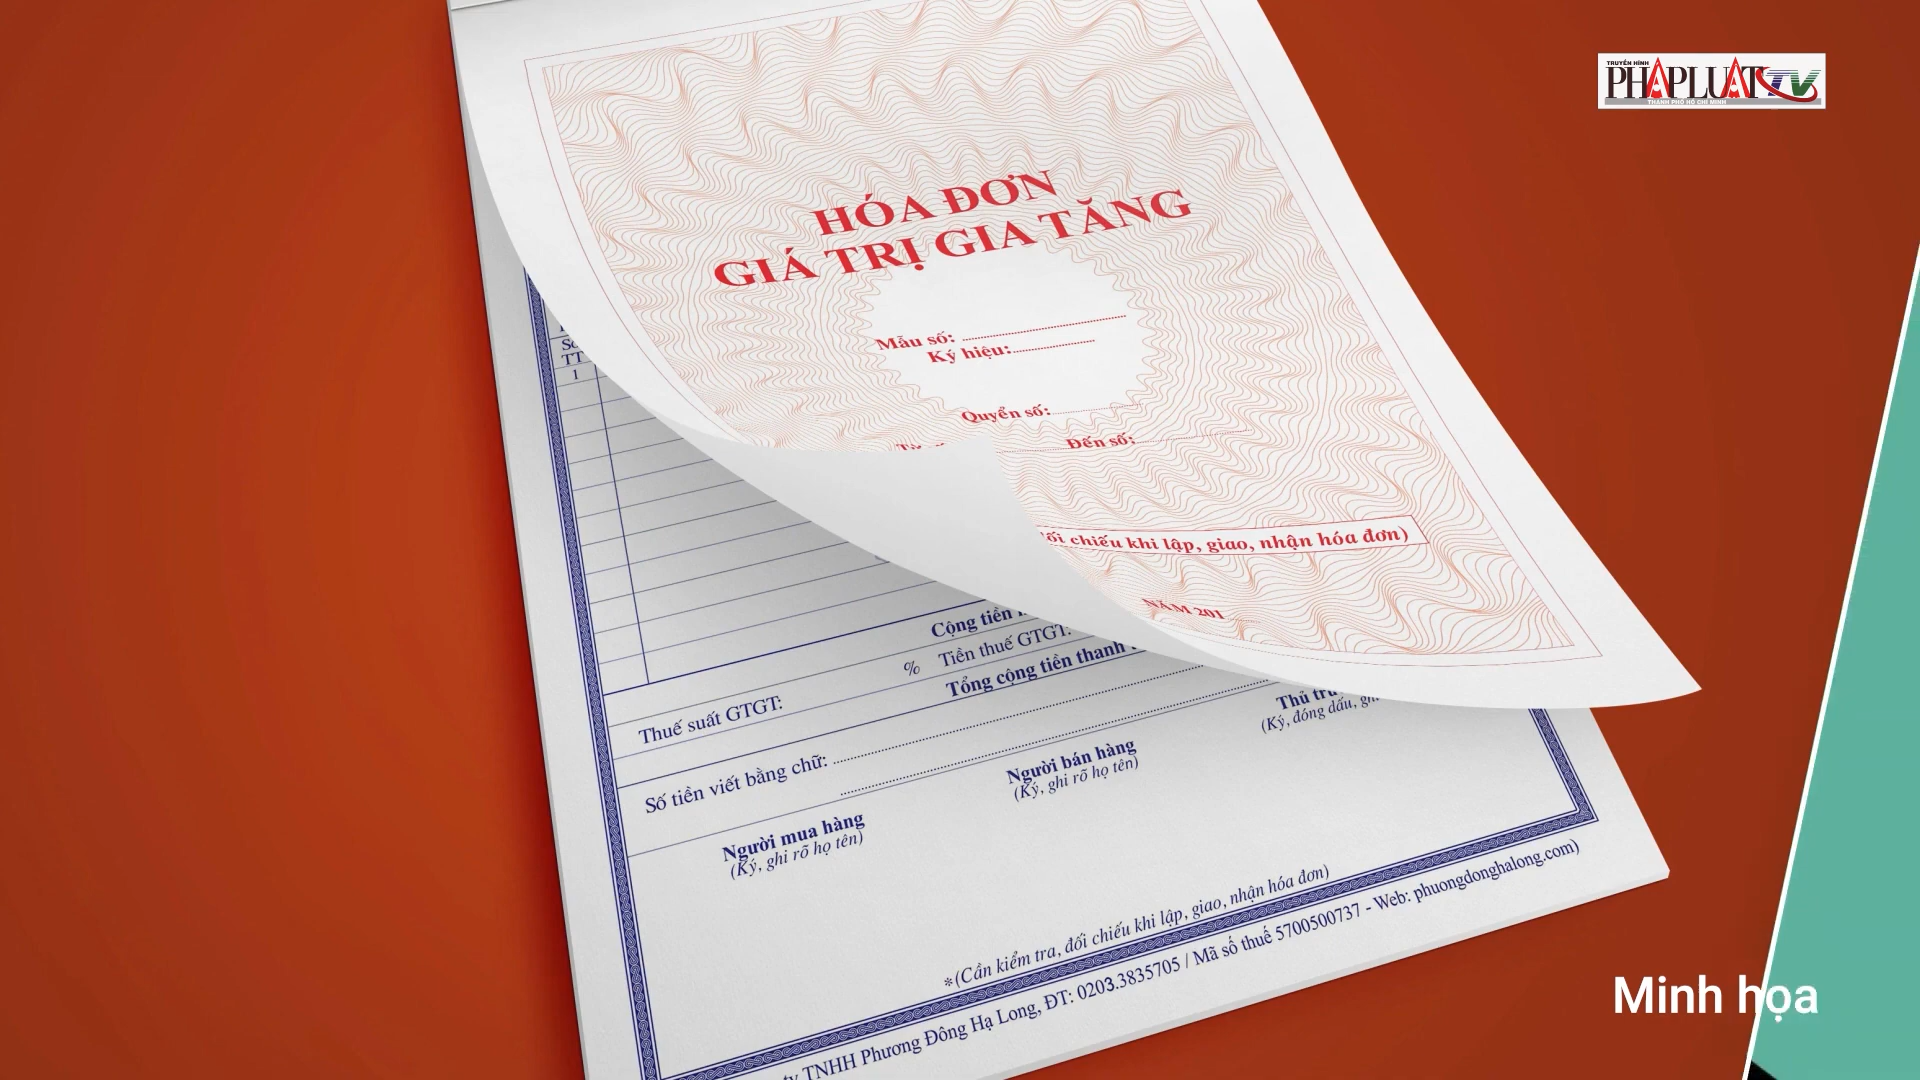 TRUYỀN HÌNH
PHÁPLUẬT TV
THÀNH PHỐ HỒ CHÍ MINH
HÓA ĐƠN
GIÁ TRỊ GIA TĂNG
Mẫu số:
Ký hiệu:
Quyển số:
Đến số:
chiếu khi lập, giao, nhận hóa đơn)
NĂM 201
TT
1
Cộng tiền
% Tiền thuế GTGT:
Thuế suất GTGT:
Tổng cộng tiền thanh
Số tiền viết bằng chữ:
Người mua hàng
(Ký, ghi rõ họ tên)
Người bán hàng
(Ký, ghi rõ họ tên)
Thủ
(Ký, đóng dấu,
*(Cần kiểm tra, đối chiếu khi lập, giao, nhận hóa đơn)
TNHH Phương Đông Hạ Long, ĐT: 0203.3835705 / Mã số thuế 5700500737 - Web: phuongdonghalong.com)
Minh họa